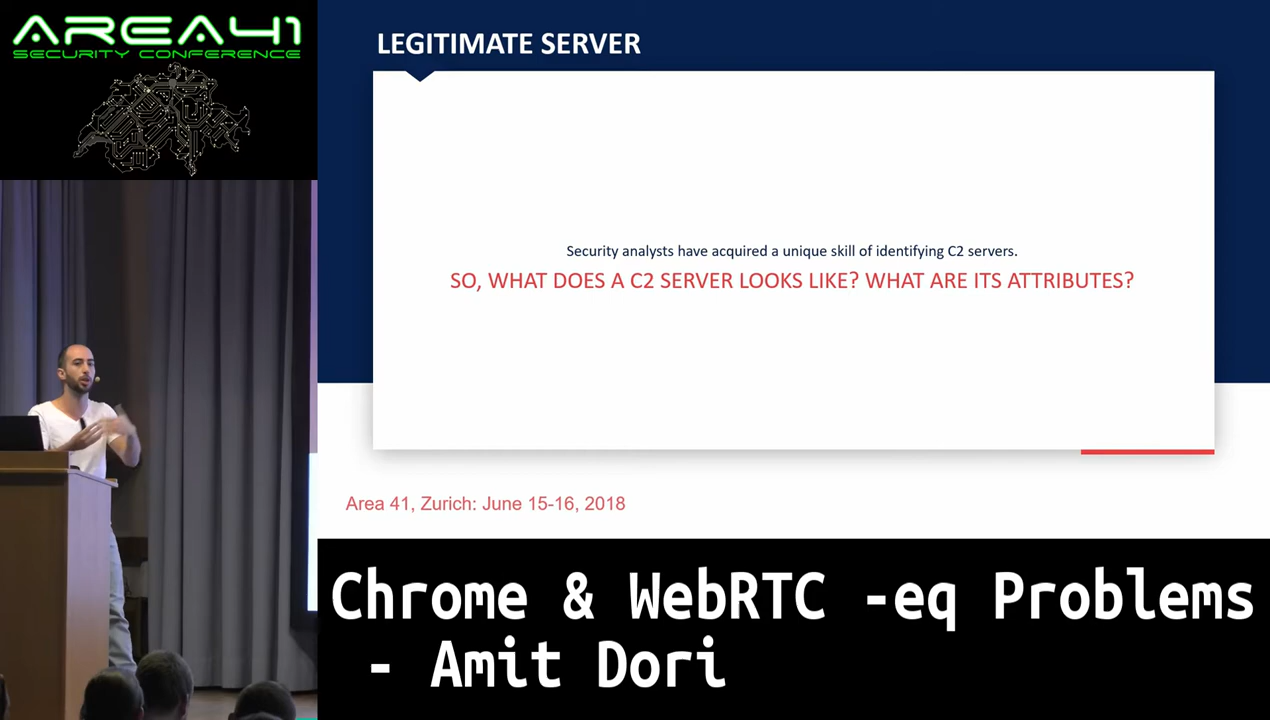 AREA41
SECURITY CONFERENCE
LEGITIMATE SERVER
Security analysts have acquired a unique skill of identifying C2 servers.
SO, WHAT DOES A C2 SERVER LOOKS LIKE? WHAT ARE ITS ATTRIBUTES?
Area 41, Zurich: June 15-16, 2018
Chrome & WebRTC -eq Problems
- Amit Dori